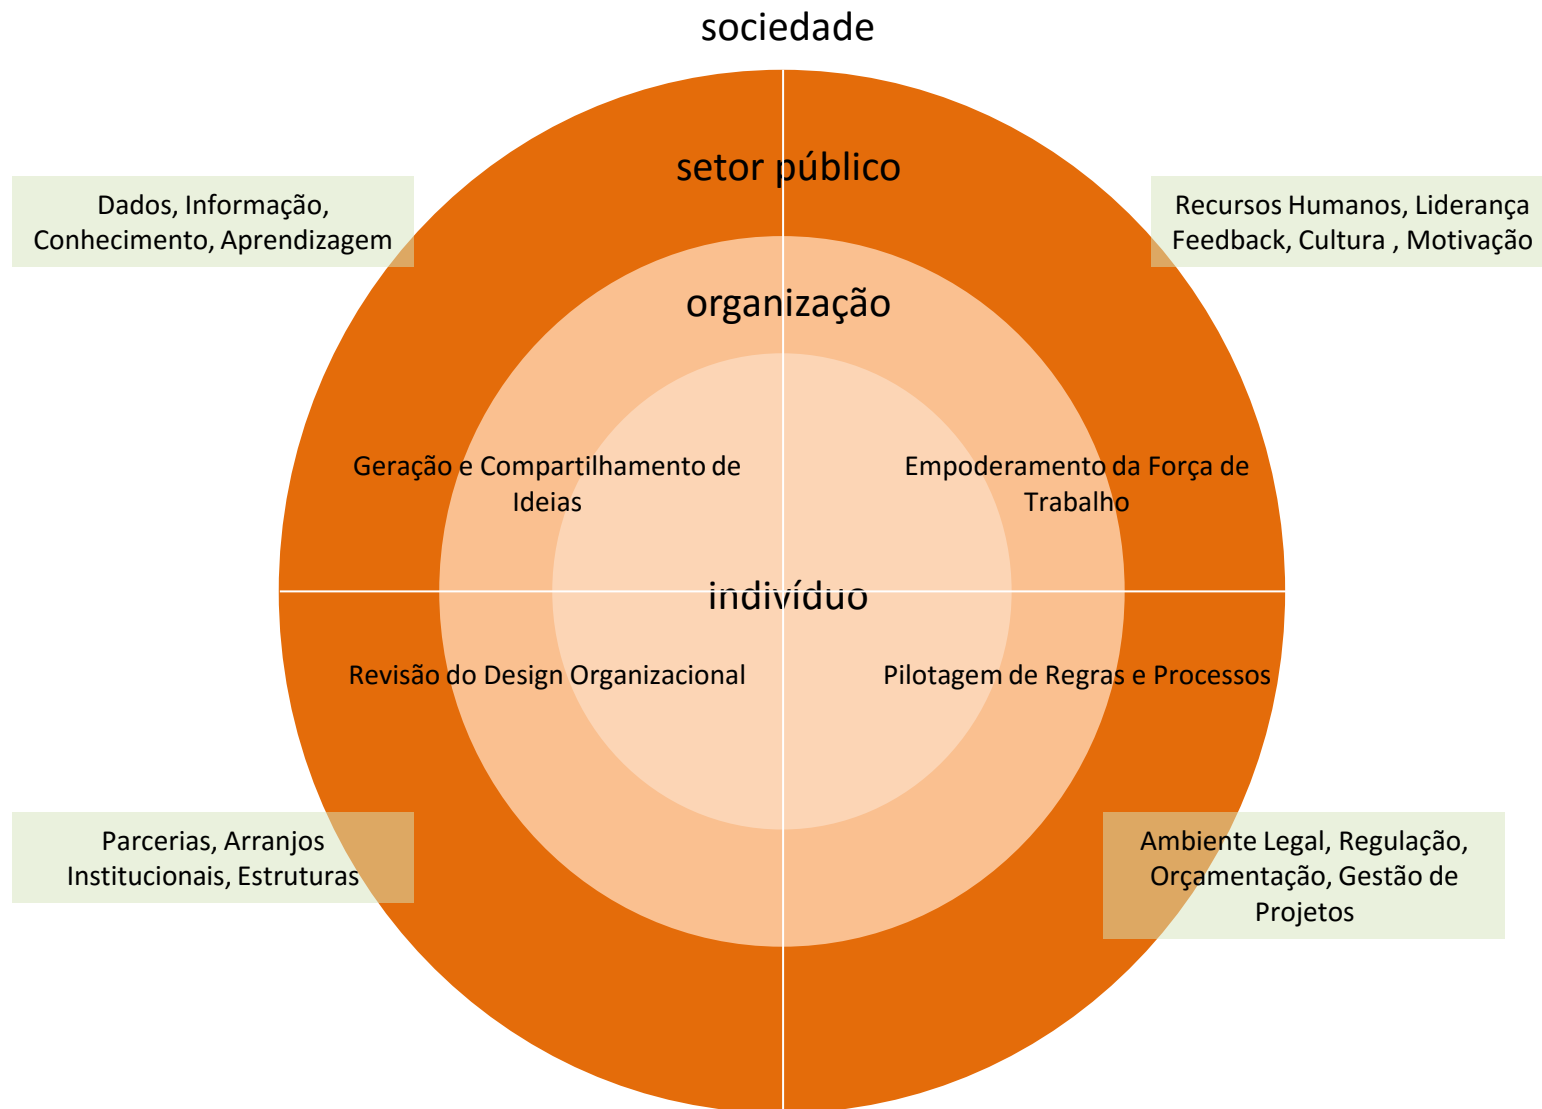 sociedade
setor público
Dados, Informação,
Conhecimento, Aprendizagem
Recursos Humanos, Liderança
Feedback, Cultura , Motivação
organização
Geração e Compartilhamento de
Ideias
Empoderamento da Força de
Trabalho
indivíduo
Revisão do Design Organizacional
Pilotagem de Regras e Processos
Parcerias, Arranjos
Institucionais, Estruturas
Ambiente Legal, Regulação,
Orçamentação, Gestão de
Projetos